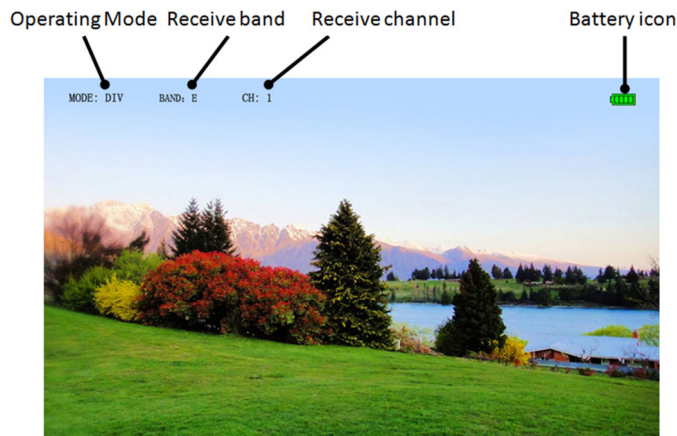 Operating Mode Receive band Receive channel Battery icon
MODE: DIV BAND: E CH: 1